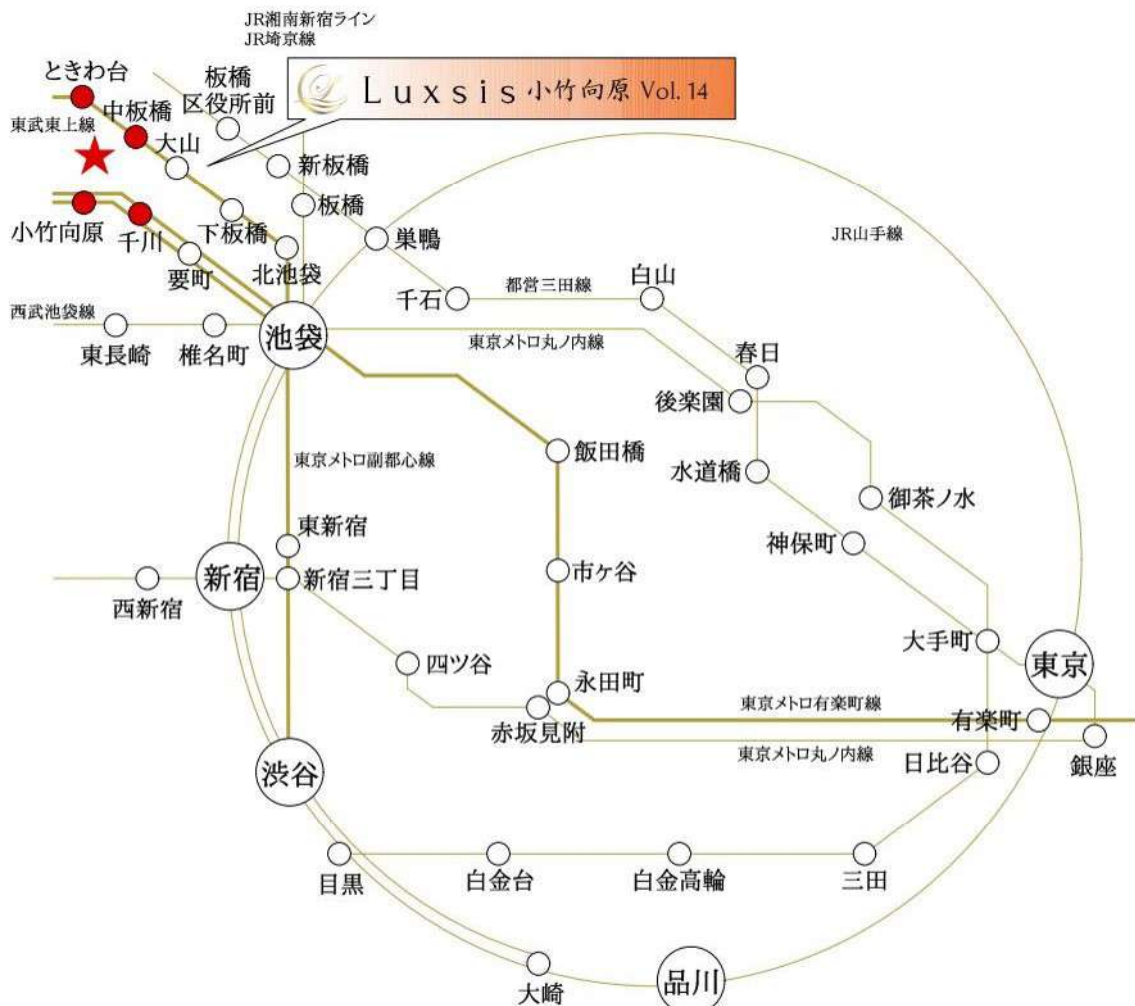 JR湘南新宿ライン
JR埼京線
ときわ台
板橋
区役所前
Luxsis 小竹向原 Vol. 14
中板橋
東武東上線
大山
新板橋
板橋
小竹向原
千川
下板橋
巣鴨
JR山手線
要町
北池袋
白山
千石
都営三田線
西武池袋線
池袋
東京メトロ丸ノ内線
東長崎
椎名町
春日
後楽園
飯田橋
東京メトロ副都心線
水道橋
御茶ノ水
東新宿
神保町
新宿
新宿三丁目
市ヶ谷
西新宿
大手町
四ツ谷
東京
永田町
東京メトロ有楽町線
赤坂見附
有楽町
東京メトロ丸ノ内線
日比谷
銀座
渋谷
目黒
白金台
白金高輪
三田
大崎
品川